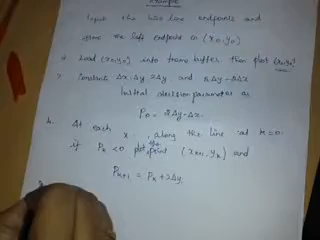 Example
Input the two line endpoints and
store the left endpoint as (x0, y0)
2. Load (x0, y0) into frame buffer then plot (x0, y0)
3. Constant Δx, Δy 2Δy and 2Δy - 2Δx
Initial decision parameter as
P0 = 2Δy - Δx.
4. At each x, along the line at k=0.
if Pk < 0 plot the point (xk+1, yk) and
Pk+1 = Pk + 2Δy